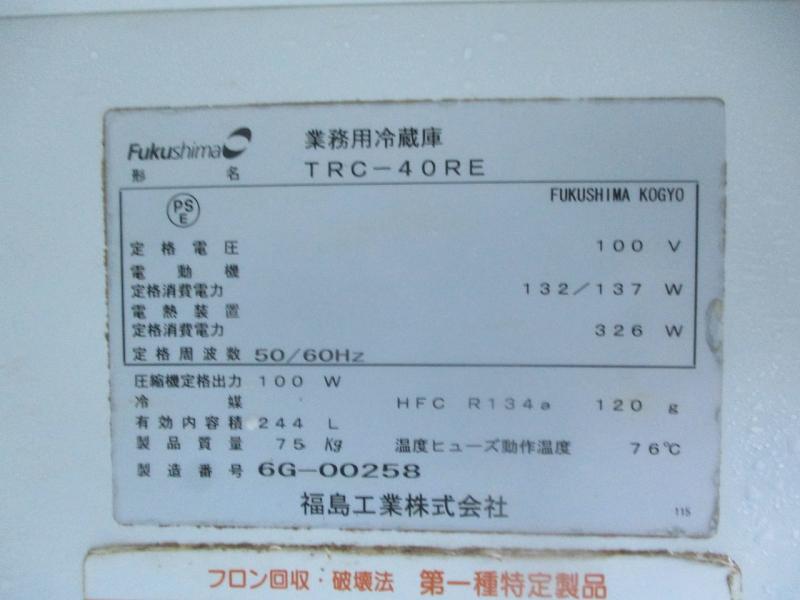 Fukushima 業務用冷蔵庫
形名 TRC-40RE
PSE FUKUSHIMA KOGYO
定格電圧 100 V
電動機
定格消費電力 132/137 W
電熱装置
定格消費電力 326 W
定格周波数 50/60Hz
圧縮機定格出力 100 W
冷媒 HFC R134a 120 g
有効内容積 244 L
製品質量 75 Kg 温度ヒューズ動作温度 76℃
製造番号 6G-00258
福島工業株式会社 115
フロン回収・破壊法 第一種特定製品